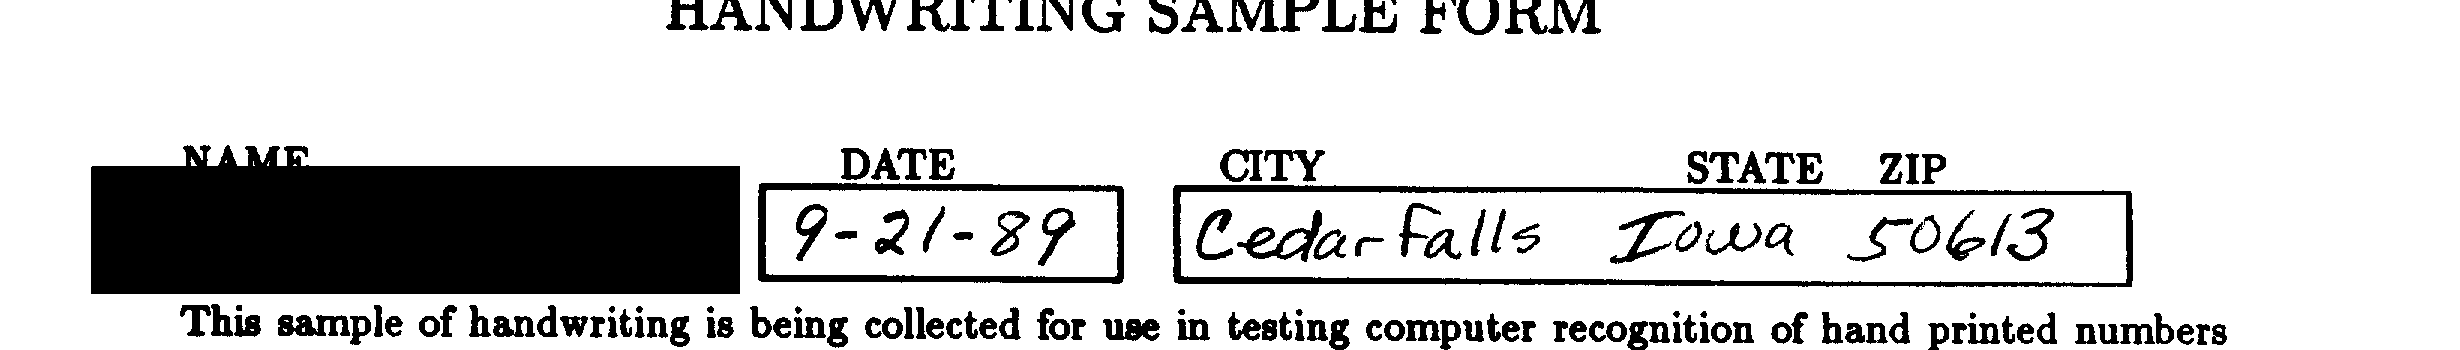 HANDWRITING SAMPLE FORM
NAME DATE CITY STATE ZIP
9-21-89 Cedar Falls Iowa 50613
This sample of handwriting is being collected for use in testing computer recognition of hand printed numbers